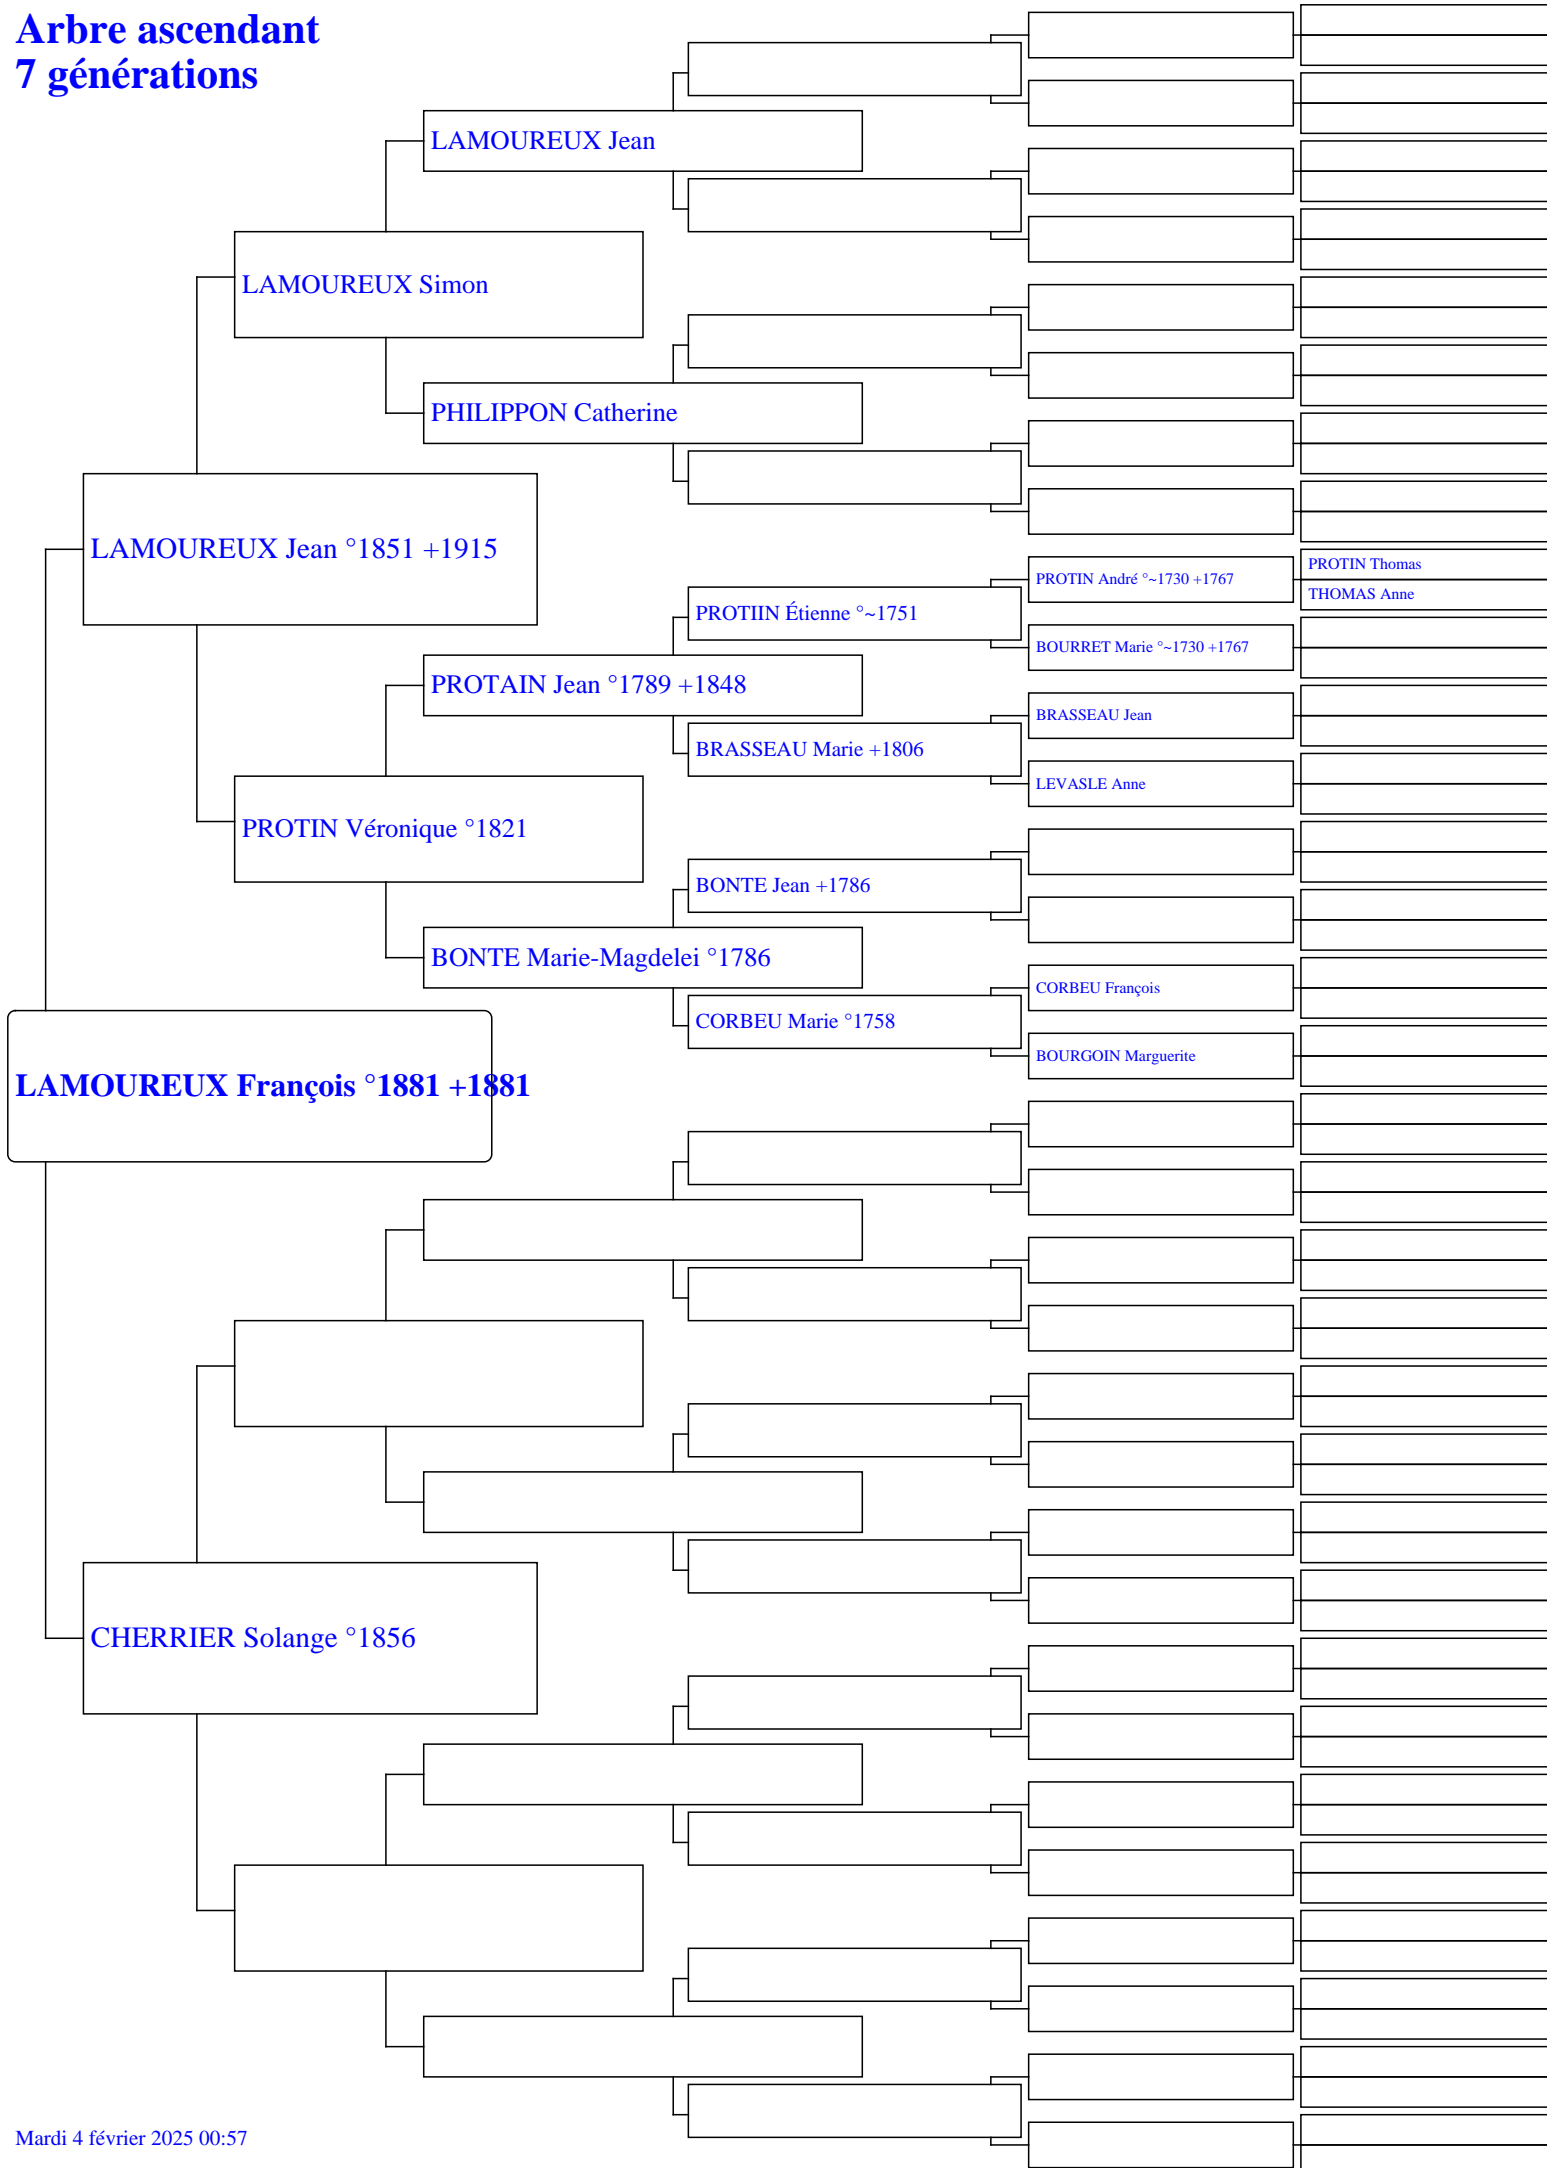 Arbre ascendant
7 générations
LAMOUREUX Jean
LAMOUREUX Simon
PHILIPPON Catherine
LAMOUREUX Jean °1851 +1915
PROTIN André °~1730 +1767
PROTIN Thomas
THOMAS Anne
PROTIIN Étienne °~1751
BOURRET Marie °~1730 +1767
PROTAIN Jean °1789 +1848
BRASSEAU Jean
BRASSEAU Marie +1806
LEVASLE Anne
PROTIN Véronique °1821
BONTE Jean +1786
BONTE Marie-Magdelei °1786
CORBEU François
CORBEU Marie °1758
BOURGOIN Marguerite
LAMOUREUX François °1881 +1881
CHERRIER Solange °1856
Mardi 4 février 2025 00:57